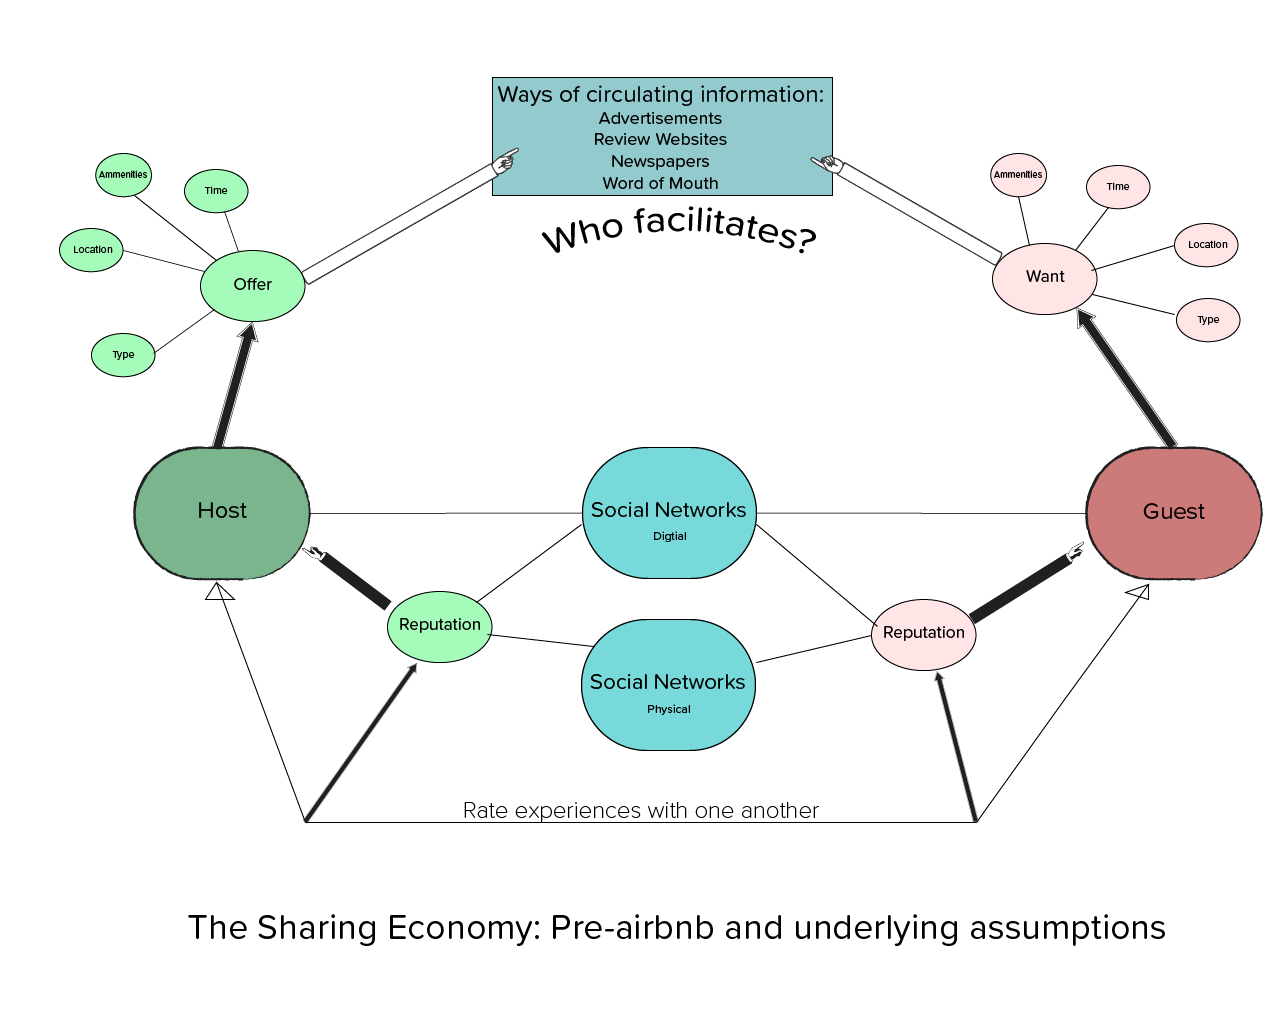 Ways of circulating information:
Advertisements
Review Websites
Newspapers
Word of Mouth
Who facilitates?
Ammenities
Time
Location
Offer
Type
Ammenities
Time
Location
Want
Type
Host
Social Networks
Digtial
Guest
Reputation
Social Networks
Physical
Reputation
Rate experiences with one another
The Sharing Economy: Pre-airbnb and underlying assumptions